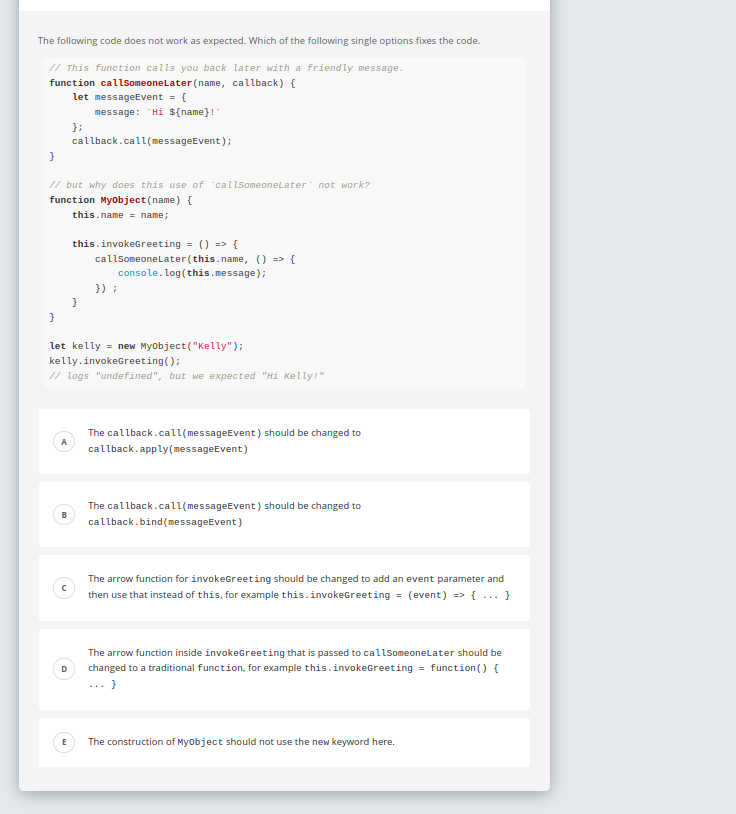 The following code does not work as expected. Which of the following single options fixes the code.
// This function calls you back later with a friendly message.
function callSomeoneLater(name, callback) {
    let messageEvent = {
        message: `Hi ${name}!`
    };
    callback.call(messageEvent);
}
// but why does this use of `callSomeoneLater` not work?
function MyObject(name) {
    this.name = name;
    this.invokeGreeting = () => {
        callSomeoneLater(this.name, () => {
            console.log(this.message);
        }) ;
    }
}
let kelly = new MyObject("Kelly");
kelly.invokeGreeting();
// logs "undefined", but we expected "Hi Kelly!"
A
The callback.call(messageEvent) should be changed to
callback.apply(messageEvent)
B
The callback.call(messageEvent) should be changed to
callback.bind(messageEvent)
C
The arrow function for invokeGreeting should be changed to add an event parameter and
then use that instead of this, for example this.invokeGreeting = (event) => { ... }
D
The arrow function inside invokeGreeting that is passed to callSomeoneLater should be
changed to a traditional function, for example this.invokeGreeting = function() {
... }
E
The construction of MyObject should not use the new keyword here.